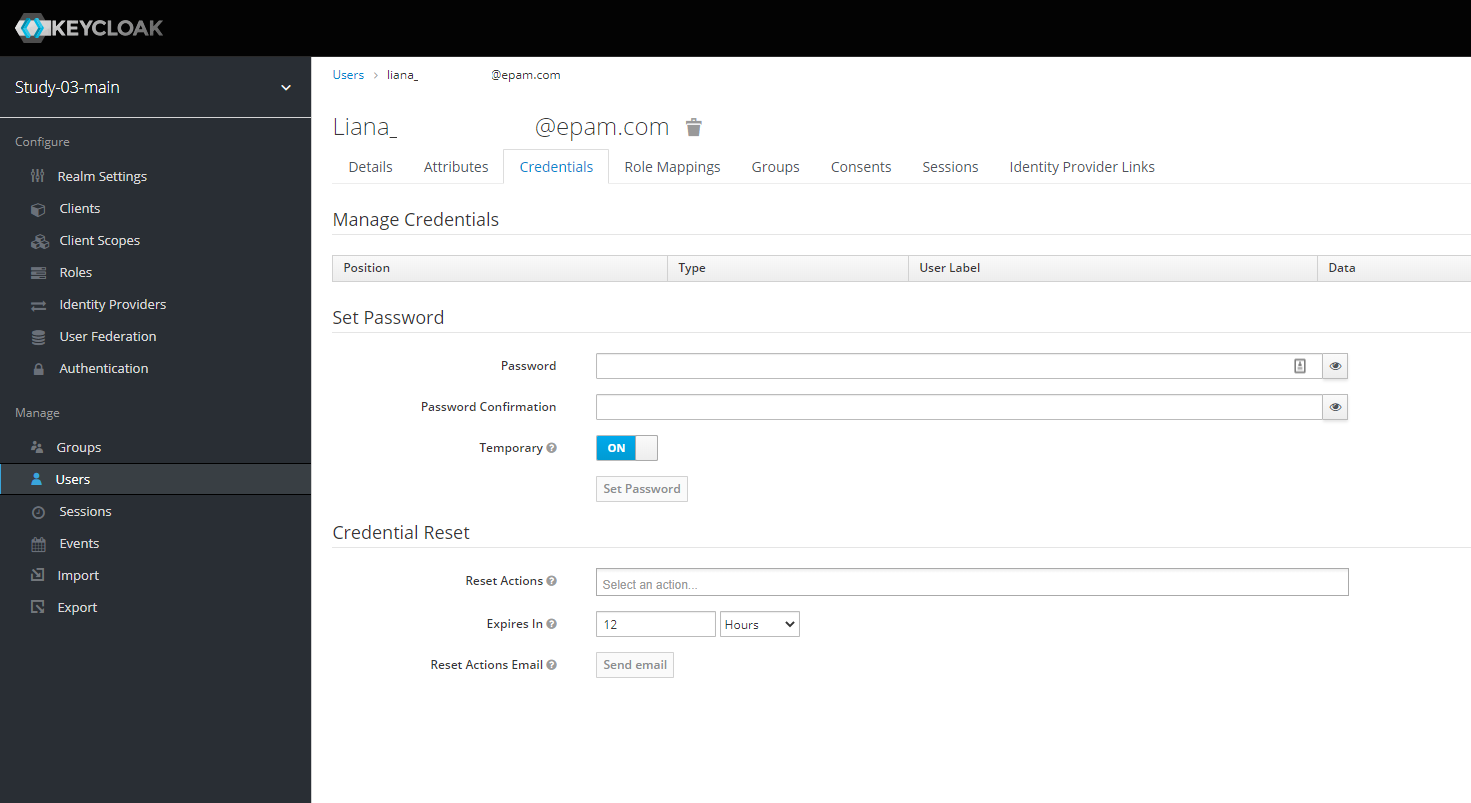 KEYCLOAK
Study-03-main
Configure
Realm Settings
Clients
Client Scopes
Roles
Identity Providers
User Federation
Authentication
Manage
Groups
Users
Sessions
Events
Import
Export
Users > liana_ @epam.com
Liana_ @epam.com
Details Attributes Credentials Role Mappings Groups Consents Sessions Identity Provider Links
Manage Credentials
Position Type User Label Data
Set Password
Password
Password Confirmation
Temporary ON
Set Password
Credential Reset
Reset Actions Select an action...
Expires In 12 Hours
Reset Actions Email Send email